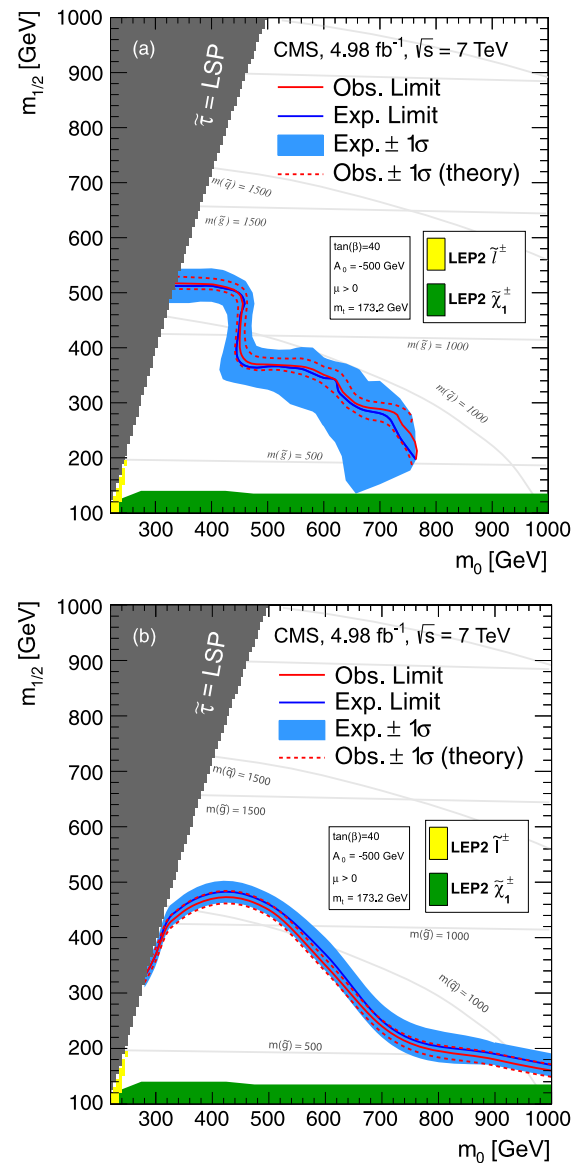 (a)
CMS, 4.98 fb⁻¹, √s = 7 TeV
Obs. Limit
Exp. Limit
Exp. ± 1σ
Obs. ± 1σ (theory)
τ̃ = LSP
m(q̃) = 1500
m(g̃) = 1500
tan(β)=40
A₀ = -500 GeV
μ > 0
mₜ = 173.2 GeV
LEP2 l̃±
LEP2 χ̃₁±
m(g̃) = 1000
m(q̃) = 1000
m(g̃) = 500
m₁/₂ [GeV]
1000
900
800
700
600
500
400
300
200
100
300 400 500 600 700 800 900 1000
m₀ [GeV]
(b)
CMS, 4.98 fb⁻¹, √s = 7 TeV
Obs. Limit
Exp. Limit
Exp. ± 1σ
Obs. ± 1σ (theory)
τ̃ = LSP
m(q̃) = 1500
m(g̃) = 1500
tan(β)=40
A₀ = -500 GeV
μ > 0
mₜ = 173.2 GeV
LEP2 l̃±
LEP2 χ̃₁±
m(g̃) = 1000
m(q̃) = 1000
m(g̃) = 500
m₁/₂ [GeV]
1000
900
800
700
600
500
400
300
200
100
300 400 500 600 700 800 900 1000
m₀ [GeV]